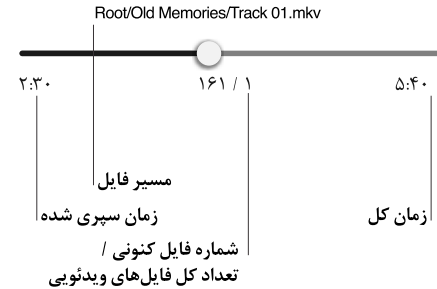 Root/Old Memories/Track 01.mkv
۲:۳۰
۱۶۱ / ۱
۵:۴۰
مسیر فایل
زمان سپری شده
زمان کل
شماره فایل کنونی /
تعداد کل فایل‌های ویدئویی